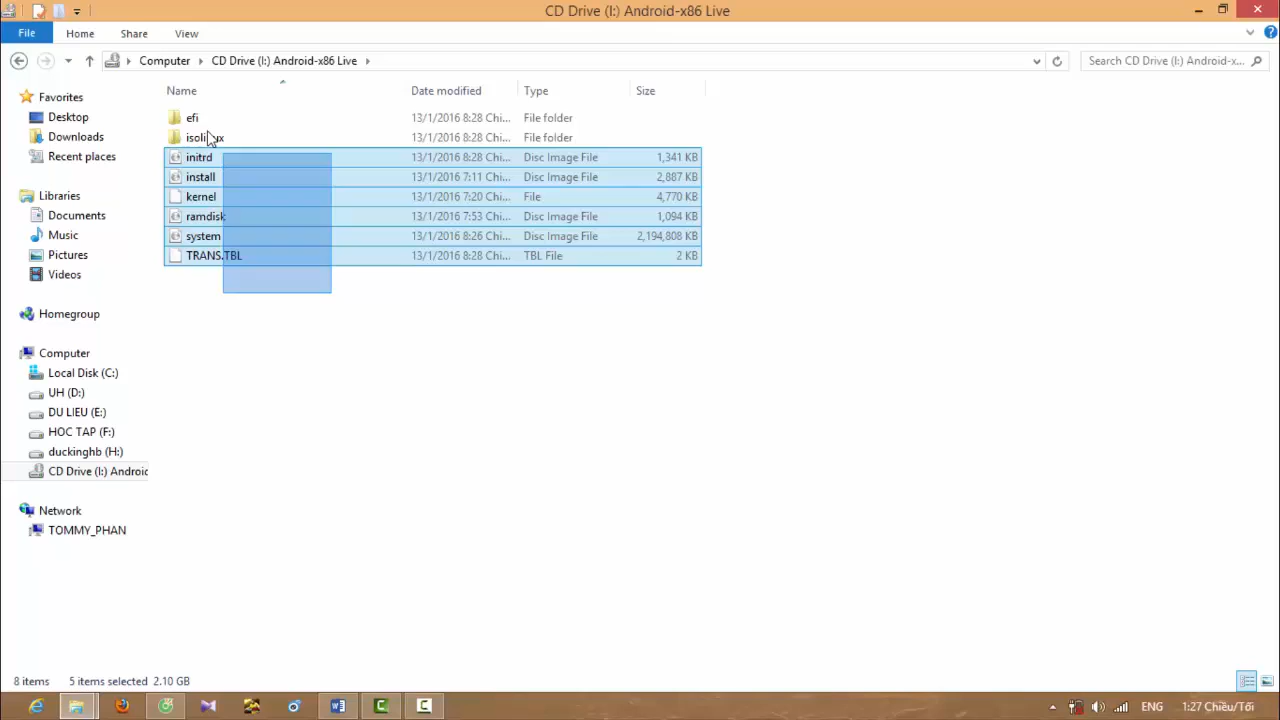 CD Drive (I:) Android-x86 Live
File Home Share View
Computer CD Drive (I:) Android-x86 Live Search CD Drive (I:) Android-x...
Name Date modified Type Size
Favorites
Desktop
Downloads
Recent places
Libraries
Documents
Music
Pictures
Videos
Homegroup
Computer
Local Disk (C:)
UH (D:)
DU LIEU (E:)
HOC TAP (F:)
duckinghb (H:)
CD Drive (I:) Androic
Network
TOMMY_PHAN
efi 13/1/2016 8:28 Chi... File folder
13/1/2016 8:28 Chi... File folder
initrd 13/1/2016 8:28 Chi... Disc Image File 1,341 KB
install 13/1/2016 7:11 Chi... Disc Image File 2,887 KB
kernel 13/1/2016 7:20 Chi... File 4,770 KB
ramdisk 13/1/2016 7:53 Chi... Disc Image File 1,094 KB
system 13/1/2016 8:26 Chi... Disc Image File 2,194,808 KB
TRANS.TBL 13/1/2016 8:28 Chi... TBL File 2 KB
8 items 5 items selected 2.10 GB
ENG 1:27 Chiều/Tối